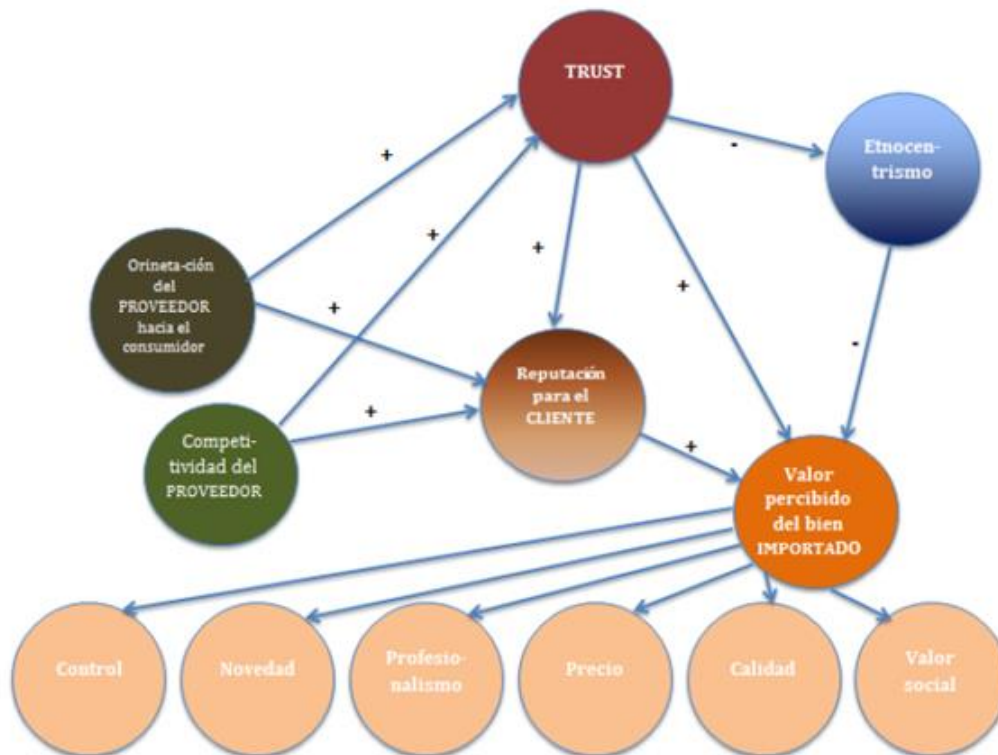 TRUST
Etnocen-
trismo
+
-
+
Orineta-ción
del
PROVEEDOR
hacia el
consumidor
+
+
+
Reputación
para el
CLIENTE
-
+
+
Competi-
tividad del
PROVEEDOR
Valor
percibido
del bien
IMPORTADO
Control
Novedad
Profesio-
nalismo
Precio
Calidad
Valor
social